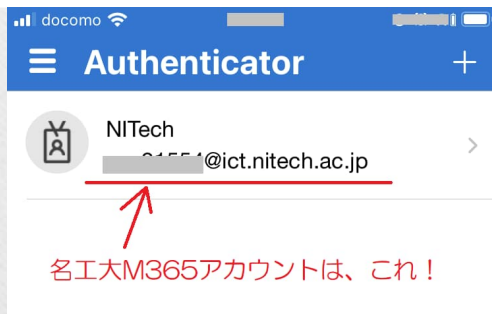 docomo
Authenticator
NITech
@ict.nitech.ac.jp
名工大M365アカウントは、これ！